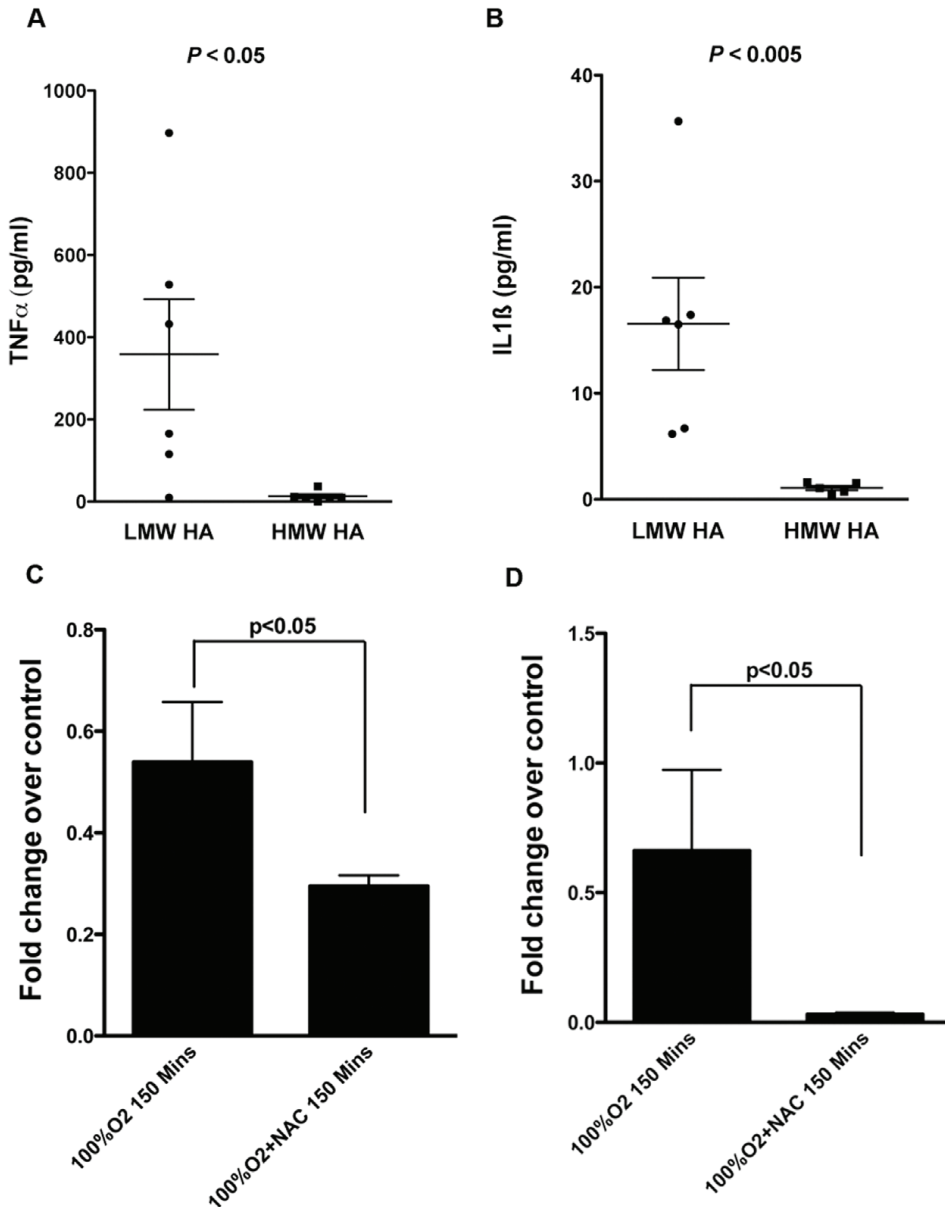 A
P < 0.05
TNFα (pg/ml)
1000
800
600
400
200
0
LMW HA
HMW HA
B
P < 0.005
IL1ß (pg/ml)
40
30
20
10
0
LMW HA
HMW HA
C
p<0.05
Fold change over control
0.8
0.6
0.4
0.2
0.0
100%O2 150 Mins
100%O2+NAC 150 Mins
D
p<0.05
Fold change over control
1.5
1.0
0.5
0.0
100%O2 150 Mins
100%O2+NAC 150 Mins